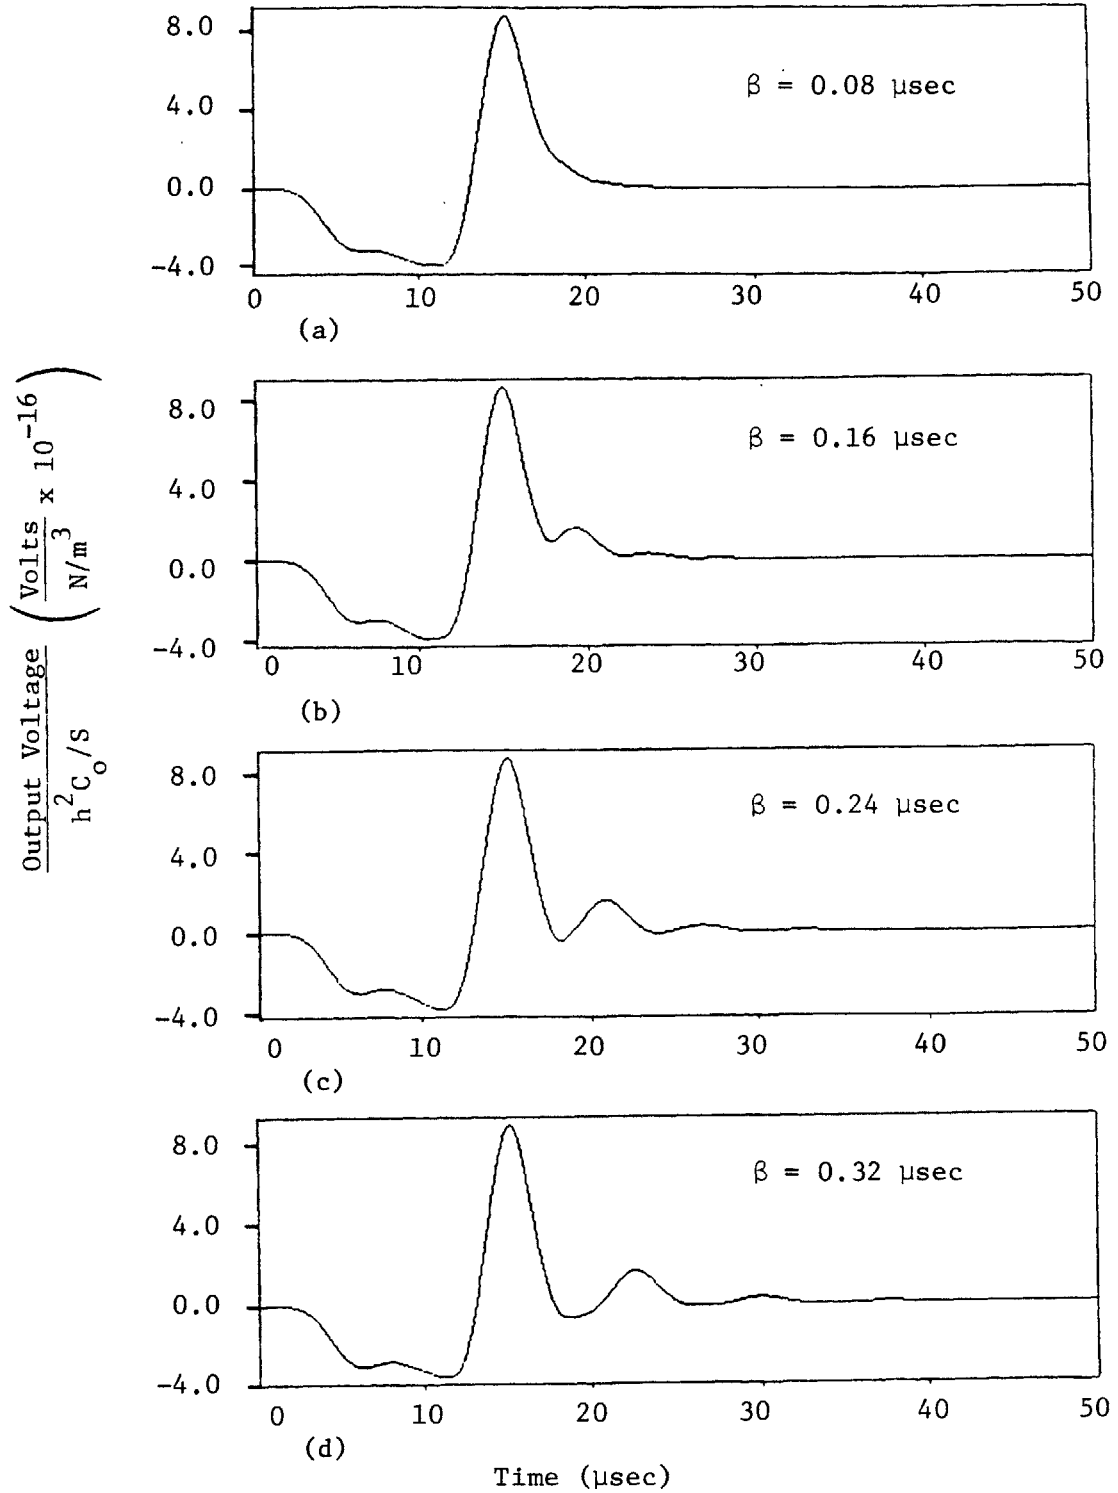 8.0
4.0
0.0
-4.0
β = 0.08 μsec
0 10 20 30 40 50
(a)
8.0
4.0
0.0
-4.0
β = 0.16 μsec
0 10 20 30 40 50
(b)
8.0
4.0
0.0
-4.0
β = 0.24 μsec
0 10 20 30 40 50
(c)
8.0
4.0
0.0
-4.0
β = 0.32 μsec
0 10 20 30 40 50
(d)
Time (μsec)
Output Voltage
h²Cₒ/S
(Volts
N/m³
x 10⁻¹⁶)